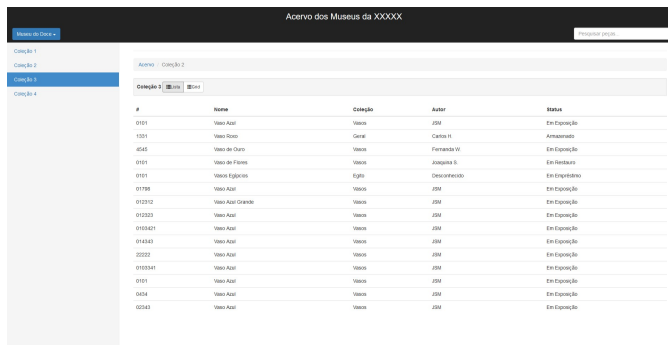 Acervo dos Museus da XXXXX
Museu do Doce
Pesquisar peças...
Coleção 1
Coleção 2
Coleção 3
Coleção 4
Acervo / Coleção 2
Coleção 3 Lista Grid
# Nome Coleção Autor Status
0101 Vaso Azul Vasos JSM Em Exposição
1331 Vaso Roxo Geral Carlos H. Armazenado
4545 Vaso de Ouro Vasos Fernanda W. Em Exposição
0101 Vaso de Flores Vasos Joaquina S. Em Restauro
0101 Vasos Egípcios Egito Desconhecido Em Empréstimo
01798 Vaso Azul Vasos JSM Em Exposição
012312 Vaso Azul Grande Vasos JSM Em Exposição
012323 Vaso Azul Vasos JSM Em Exposição
0103421 Vaso Azul Vasos JSM Em Exposição
014343 Vaso Azul Vasos JSM Em Exposição
22222 Vaso Azul Vasos JSM Em Exposição
0103341 Vaso Azul Vasos JSM Em Exposição
0101 Vaso Azul Vasos JSM Em Exposição
0434 Vaso Azul Vasos JSM Em Exposição
02343 Vaso Azul Vasos JSM Em Exposição